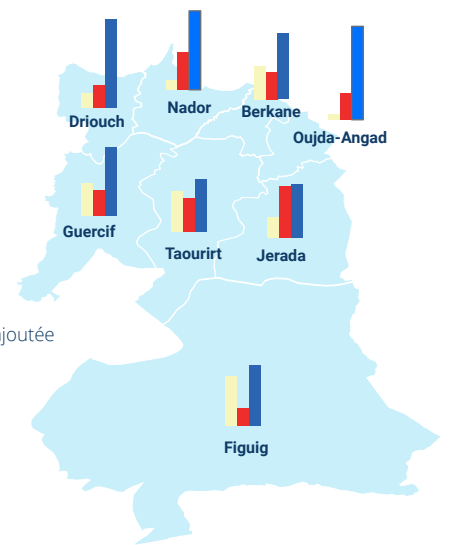 Driouch
Nador
Berkane
Oujda-Angad
Guercif
Taourirt
Jerada
joutée
Figuig